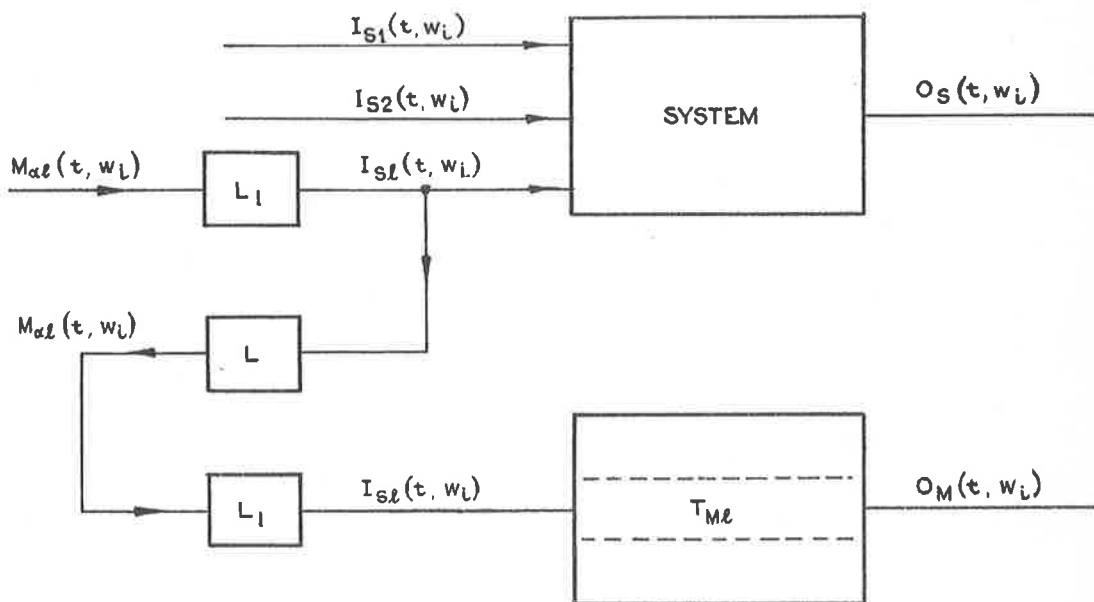 I_S1(t, w_i)
I_S2(t, w_i)
SYSTEM
O_S(t, w_i)
M_αℓ(t, w_i)
L_1
I_Sℓ(t, w_i)
M_αℓ(t, w_i)
L
L_1
I_Sℓ(t, w_i)
T_Mℓ
O_M(t, w_i)